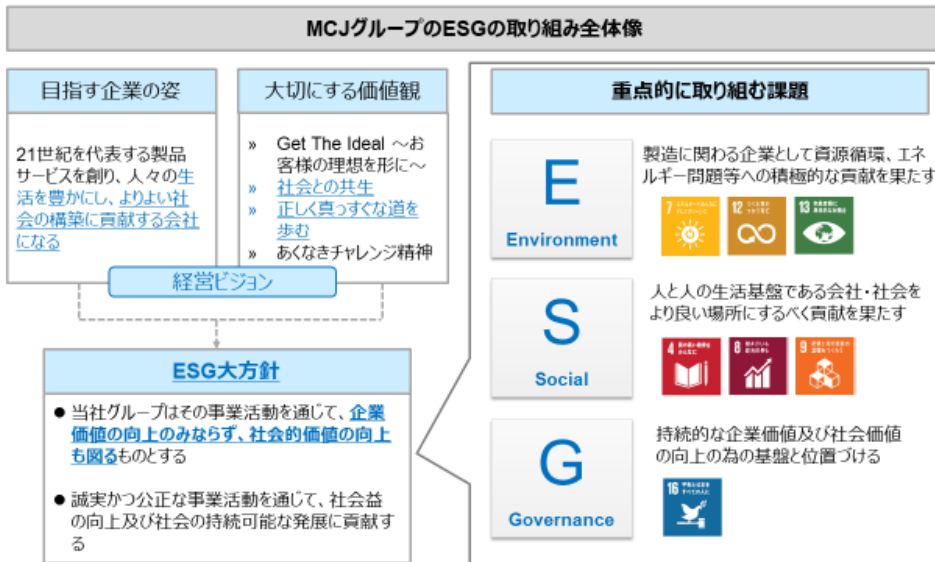 MCJグループのESGの取り組み全体像
目指す企業の姿
21世紀を代表する製品
サービスを創り、人々の生
活を豊かにし、よりよい社
会の構築に貢献する会社
になる
大切にする価値観
» Get The Ideal ～お
客様の理想を形に～
» 社会との共生
» 正しく真っすぐな道を
歩む
» あくなきチャレンジ精神
経営ビジョン
ESG大方針
● 当社グループはその事業活動を通じて、企業
価値の向上のみならず、社会的価値の向上
も図るものとする
● 誠実かつ公正な事業活動を通じて、社会益
の向上及び社会の持続可能な発展に貢献す
る
重点的に取り組む課題
E
Environment
製造に関わる企業として資源循環、エネ
ルギー問題等への積極的な貢献を果たす
7
12
13
S
Social
人と人の生活基盤である会社・社会を
より良い場所にするべく貢献を果たす
4
8
9
G
Governance
持続的な企業価値及び社会価値
の向上の為の基盤と位置づける
16